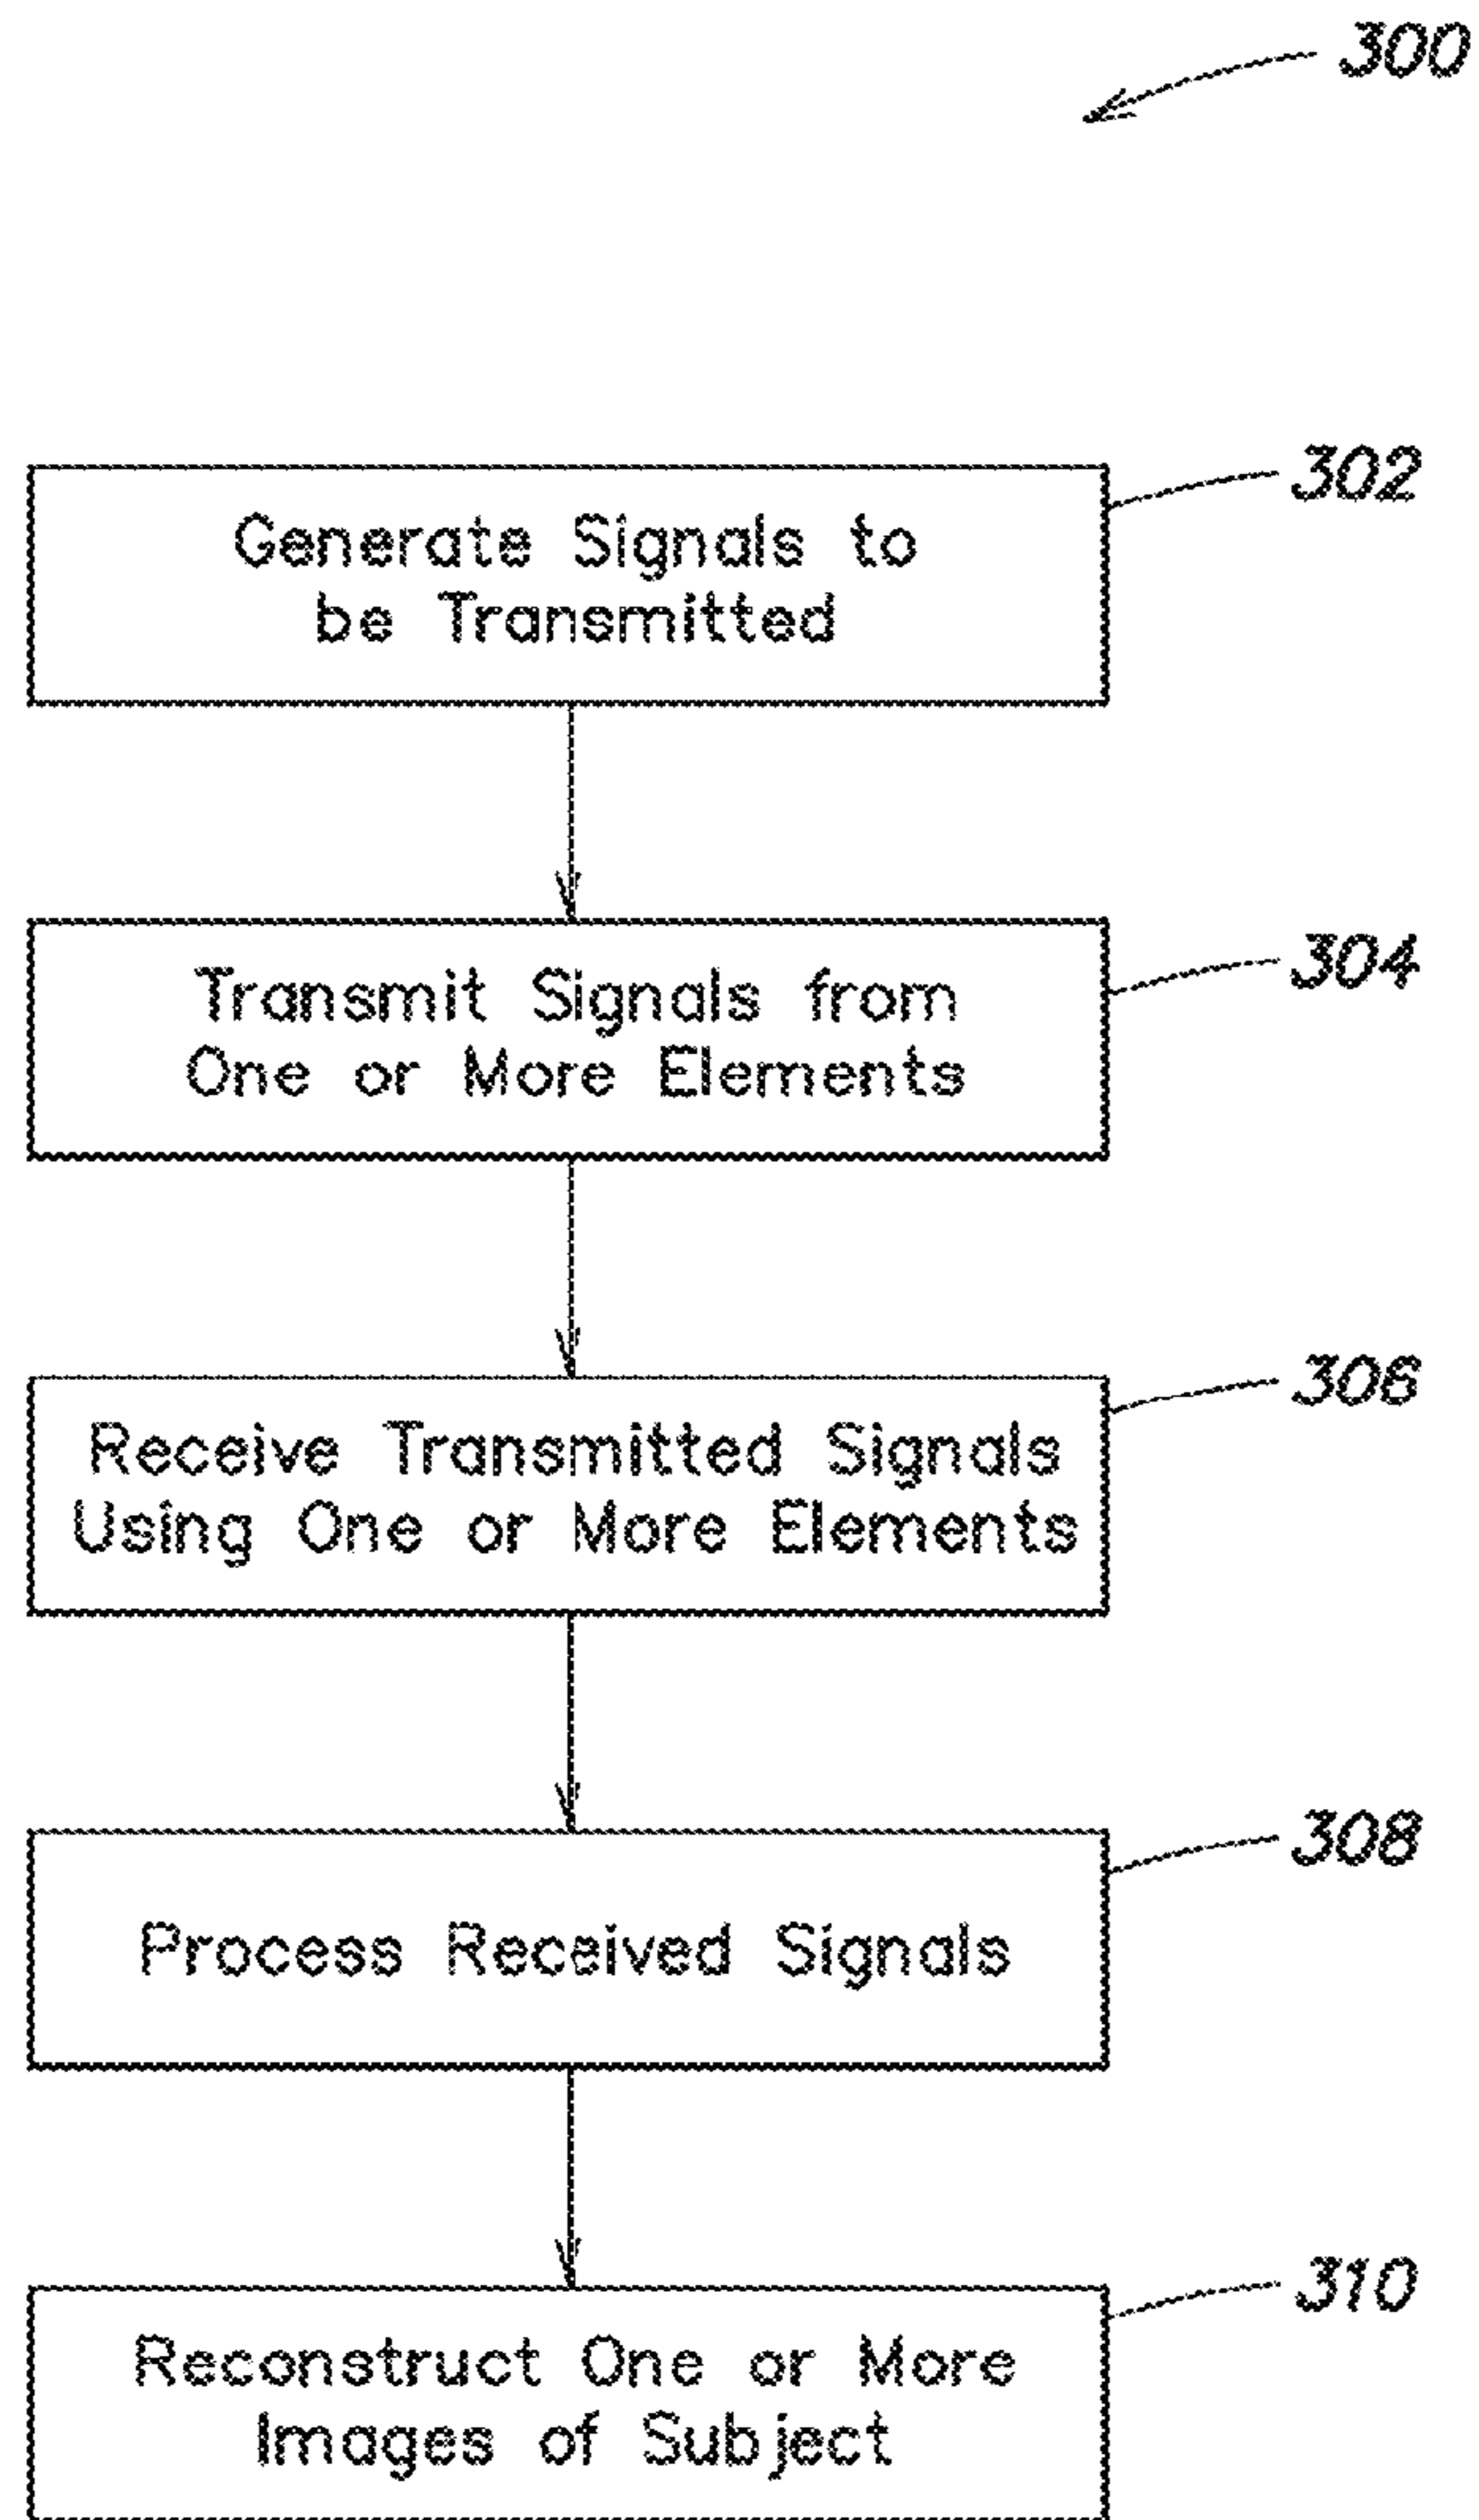 300
302
Generate Signals to
be Transmitted
304
Transmit Signals from
One or More Elements
306
Receive Transmitted Signals
Using One or More Elements
308
Process Received Signals
310
Reconstruct One or More
Images of Subject